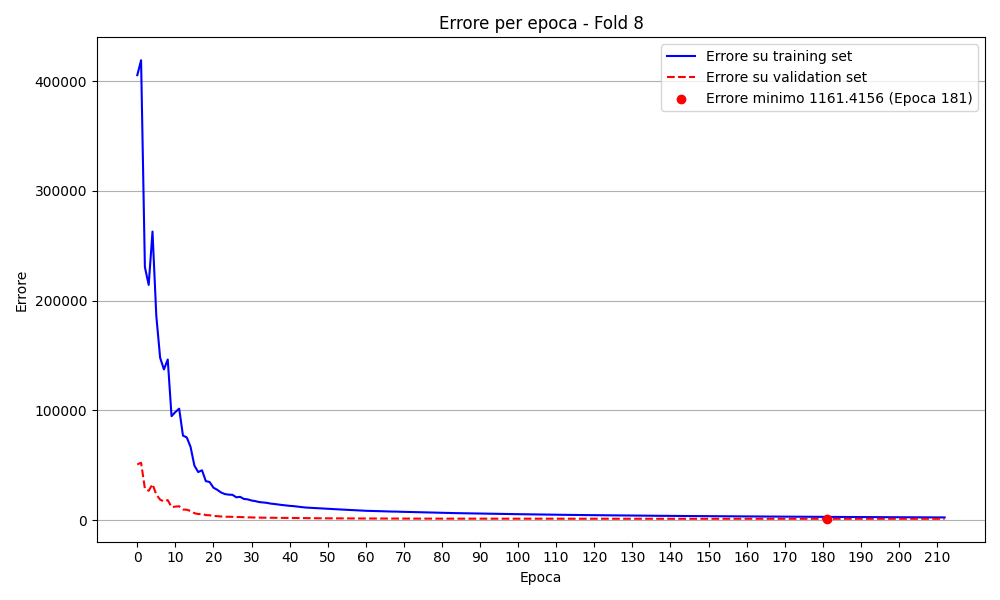 Errore per epoca - Fold 8
Errore su training set
Errore su validation set
Errore minimo 1161.4156 (Epoca 181)
Errore
400000
300000
200000
100000
0
0 10 20 30 40 50 60 70 80 90 100 110 120 130 140 150 160 170 180 190 200 210
Epoca